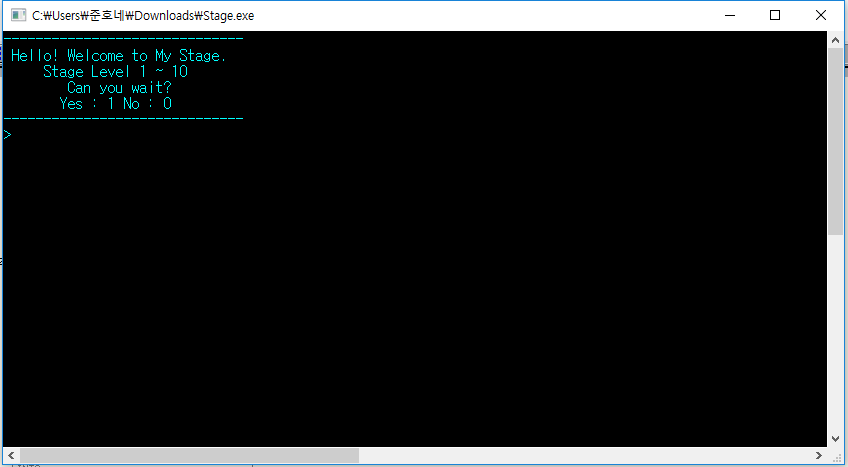 C:₩Users₩준호네₩Downloads₩Stage.exe
------------------------------
Hello! Welcome to My Stage.
Stage Level 1 ~ 10
Can you wait?
Yes : 1 No : 0
------------------------------
>